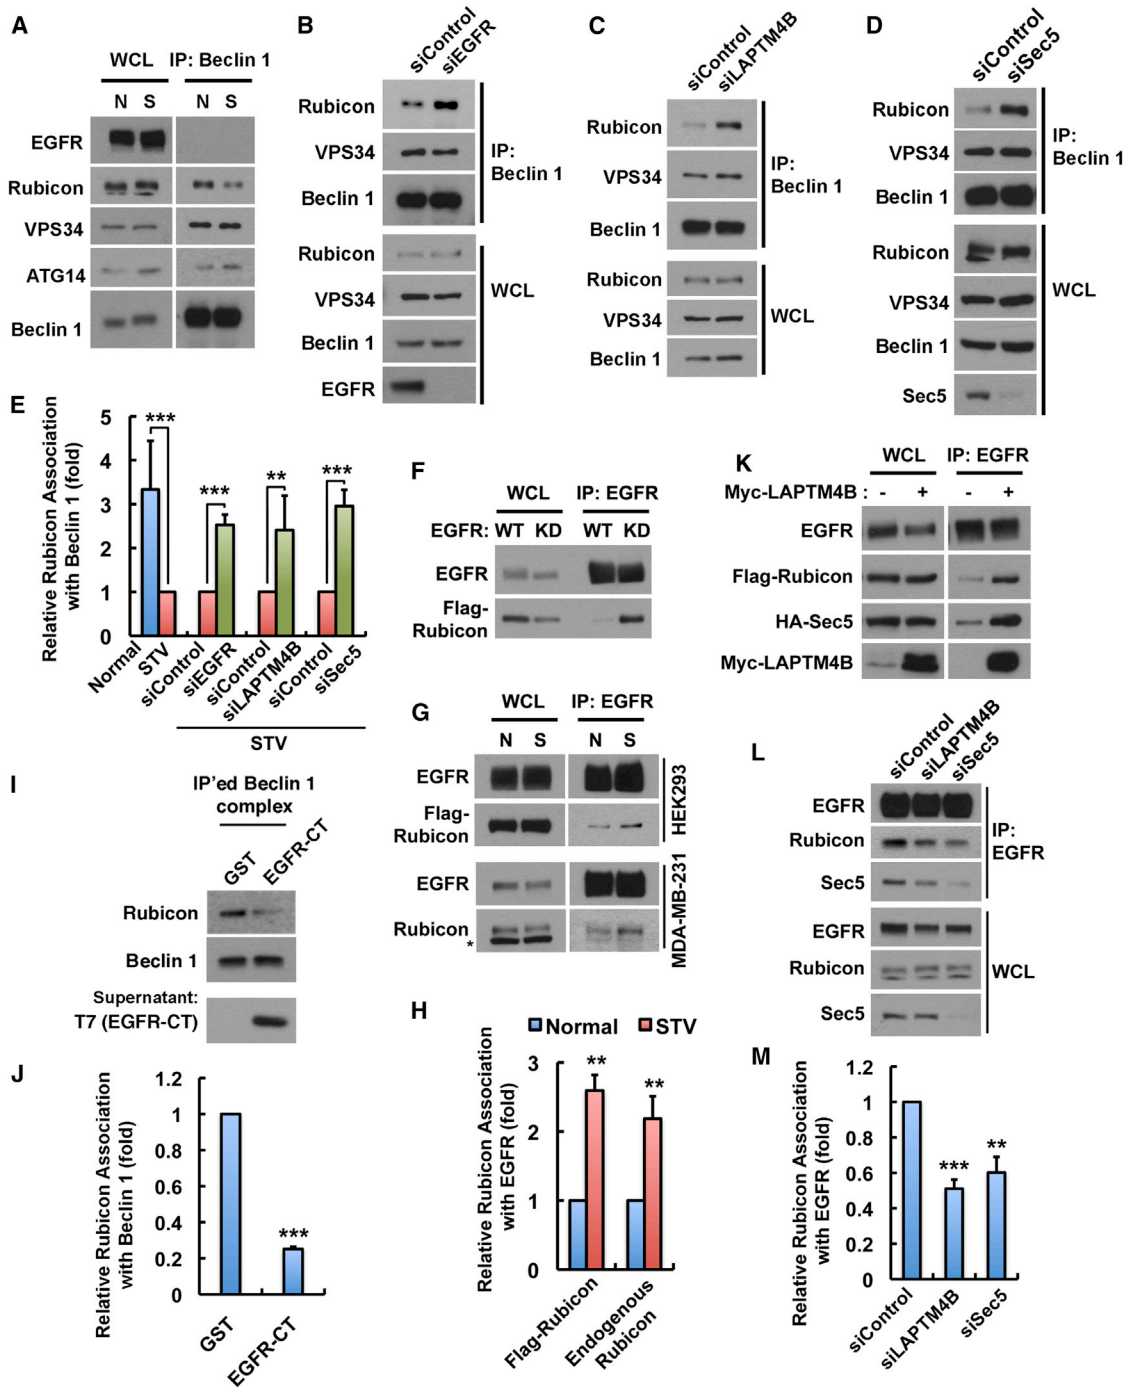 A
WCL
IP: Beclin 1
N S N S
EGFR
Rubicon
VPS34
ATG14
Beclin 1
B
siControl
siEGFR
Rubicon
VPS34
Beclin 1
IP:
Beclin 1
Rubicon
VPS34
Beclin 1
EGFR
WCL
C
siControl
siLAPTM4B
Rubicon
VPS34
Beclin 1
IP:
Beclin 1
Rubicon
VPS34
Beclin 1
WCL
D
siControl
siSec5
Rubicon
VPS34
Beclin 1
IP:
Beclin 1
Rubicon
VPS34
Beclin 1
Sec5
WCL
E
Relative Rubicon Association
with Beclin 1 (fold)
5
4
3
2
1
0
***
***
**
***
Normal
STV
siControl
siEGFR
siControl
siLAPTM4B
siControl
siSec5
STV
F
WCL
IP: EGFR
EGFR: WT KD WT KD
EGFR
Flag-
Rubicon
G
WCL
IP: EGFR
N S N S
EGFR
Flag-
Rubicon
HEK293
EGFR
Rubicon
*
MDA-MB-231
H
Normal
STV
Relative Rubicon Association
with EGFR (fold)
3
2
1
0
**
**
Flag-Rubicon
Endogenous
Rubicon
I
IP'ed Beclin 1
complex
GST
EGFR-CT
Rubicon
Beclin 1
Supernatant:
T7 (EGFR-CT)
J
Relative Rubicon Association
with Beclin 1 (fold)
1.2
1
0.8
0.6
0.4
0.2
0
***
GST
EGFR-CT
K
WCL
IP: EGFR
Myc-LAPTM4B : - + - +
EGFR
Flag-Rubicon
HA-Sec5
Myc-LAPTM4B
L
siControl
siLAPTM4B
siSec5
EGFR
Rubicon
Sec5
IP:
EGFR
EGFR
Rubicon
Sec5
WCL
M
Relative Rubicon Association
with EGFR (fold)
1.2
1
0.8
0.6
0.4
0.2
0
***
**
siControl
siLAPTM4B
siSec5